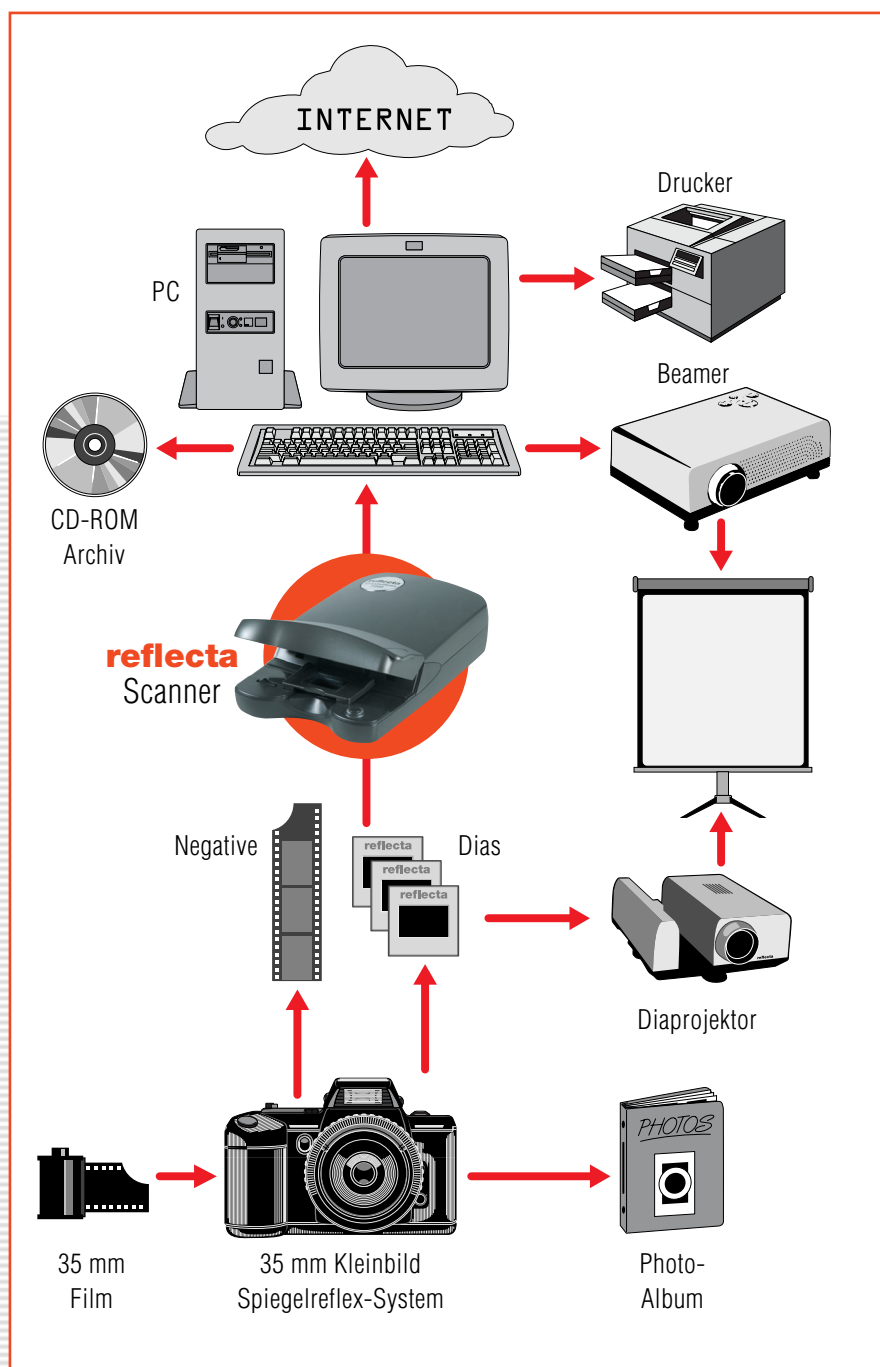 INTERNET
Drucker
PC
Beamer
CD-ROM
Archiv
reflecta
Scanner
Negative
Dias
reflecta
reflecta
reflecta
reflecta
Diaprojektor
PHOTOS
35 mm
Film
35 mm Kleinbild
Spiegelreflex-System
Photo-
Album